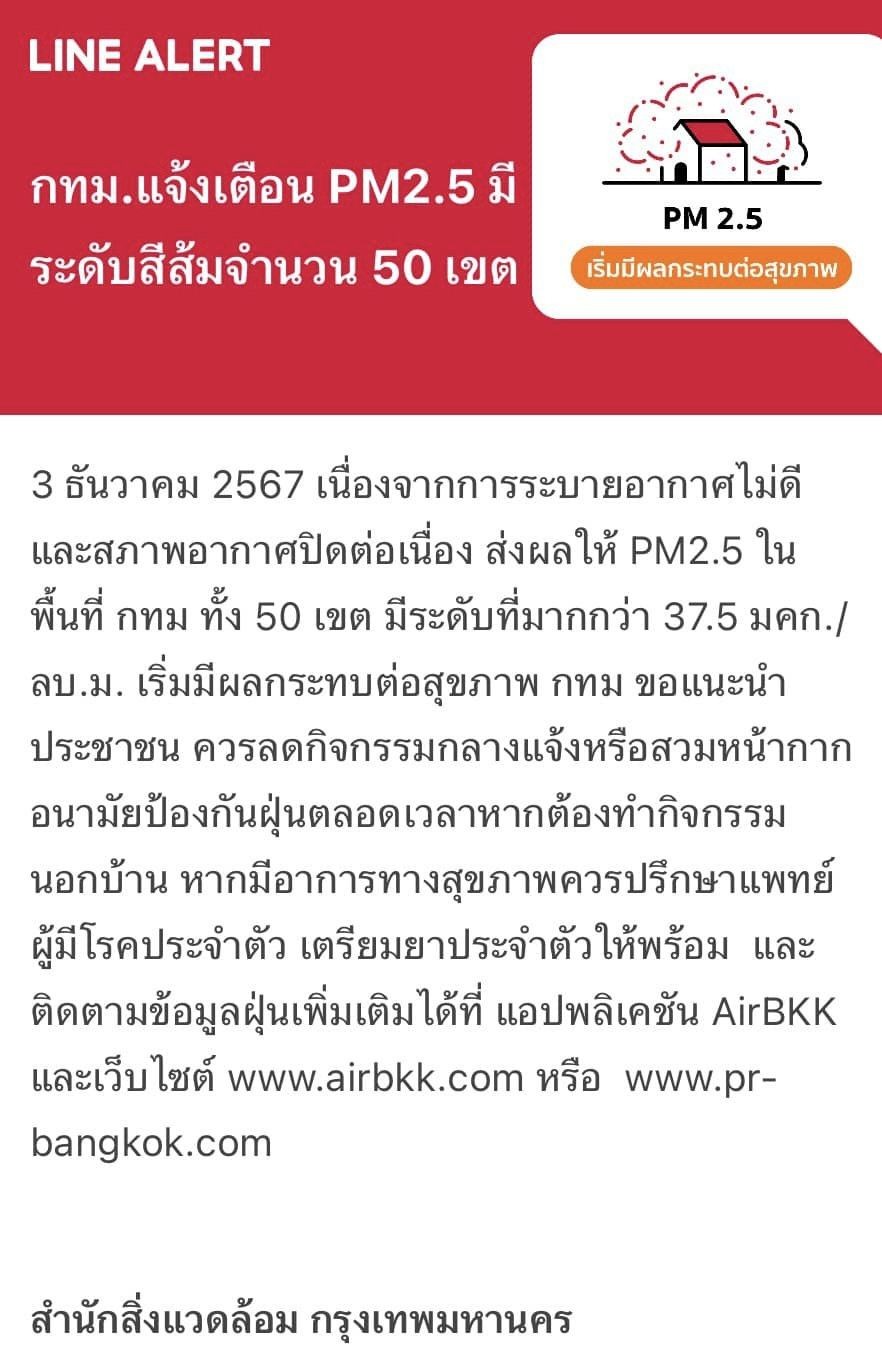 LINE ALERT
กทม.แจ้งเตือน PM2.5 มี
ระดับสีส้มจำนวน 50 เขต
PM 2.5
เริ่มมีผลกระทบต่อสุขภาพ
3 ธันวาคม 2567 เนื่องจากการระบายอากาศไม่ดี
และสภาพอากาศปิดต่อเนื่อง ส่งผลให้ PM2.5 ใน
พื้นที่ กทม ทั้ง 50 เขต มีระดับที่มากกว่า 37.5 มคก./
ลบ.ม. เริ่มมีผลกระทบต่อสุขภาพ กทม ขอแนะนำ
ประชาชน ควรลดกิจกรรมกลางแจ้งหรือสวมหน้ากาก
อนามัยป้องกันฝุ่นตลอดเวลาหากต้องทำกิจกรรม
นอกบ้าน หากมีอาการทางสุขภาพควรปรึกษาแพทย์
ผู้มีโรคประจำตัว เตรียมยาประจำตัวให้พร้อม  และ
ติดตามข้อมูลฝุ่นเพิ่มเติมได้ที่ แอปพลิเคชัน AirBKK
และเว็บไซต์ www.airbkk.com หรือ  www.pr-
bangkok.com
สำนักสิ่งแวดล้อม กรุงเทพมหานคร